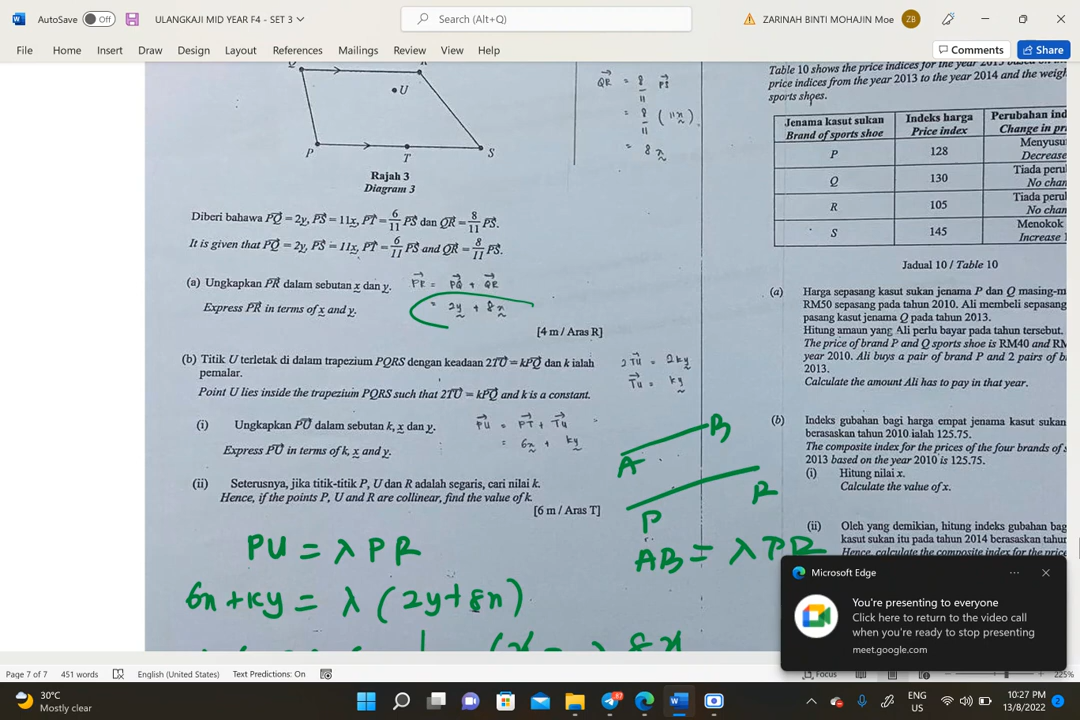 AutoSave Off ULANGKAJI MID YEAR F4 - SET 3 Search (Alt+Q) ZARINAH BINTI MOHAJIN Moe ZB
File Home Insert Draw Design Layout References Mailings Review View Help Comments Share
U
P
T
S
Rajah 3
Diagram 3
QR = 8/11 PS
= 8/11 (11x)
= 8x
Diberi bahawa PQ = 2y, PS = 11x, PT = 6/11 PS dan QR = 8/11 PS.
It is given that PQ = 2y, PS = 11x, PT = 6/11 PS and QR = 8/11 PS.
(a) Ungkapkan PR dalam sebutan x dan y.
Express PR in terms of x and y.
PR = PQ + QR
= 2y + 8x
[4 m / Aras R]
(b) Titik U terletak di dalam trapezium PQRS dengan keadaan 2TU = kPQ dan k ialah
pemalar.
Point U lies inside the trapezium PQRS such that 2TU = kPQ and k is a constant.
2TU = 2ky
TU = ky
(i) Ungkapkan PU dalam sebutan k, x dan y.
Express PU in terms of k, x and y.
PU = PT + TU
= 6x + ky
(ii) Seterusnya, jika titik-titik P, U dan R adalah segaris, cari nilai k.
Hence, if the points P, U and R are collinear, find the value of k.
[6 m / Aras T]
A B
P R
AB = λ PR
PU = λ PR
6x + ky = λ (2y + 8x)
Table 10 shows the price indices for the year 2013 based on
price indices from the year 2013 to the year 2014 and the weigh
sports shoes.
Jenama kasut sukan Indeks harga Perubahan ind
Brand of sports shoe Price index Change in pr
P 128 Menyusu
Decrease
Q 130 Tiada peru
No chan
R 105 Tiada peru
No chan
S 145 Menokok
Increase
Jadual 10 / Table 10
(a) Harga sepasang kasut sukan jenama P dan Q masing-m
RM50 sepasang pada tahun 2010. Ali membeli sepasang
pasang kasut jenama Q pada tahun 2013.
Hitung amaun yang Ali perlu bayar pada tahun tersebut.
The price of brand P and Q sports shoe is RM40 and RM
year 2010. Ali buys a pair of brand P and 2 pairs of b
2013.
Calculate the amount Ali has to pay in that year.
(b) Indeks gubahan bagi harga empat jenama kasut sukan
berasaskan tahun 2010 ialah 125.75.
The composite index for the prices of the four brands of s
2013 based on the year 2010 is 125.75.
(i) Hitung nilai x.
Calculate the value of x.
(ii) Oleh yang demikian, hitung indeks gubahan bag
kasut sukan itu pada tahun 2014 berasaskan tahun
Hence, calculate the composite index for the price
Microsoft Edge
You're presenting to everyone
Click here to return to the video call
when you're ready to stop presenting
meet.google.com
Page 7 of 7 451 words English (United States) Text Predictions: On Focus 225%
30°C
Mostly clear
ENG
US
10:27 PM
13/8/2022